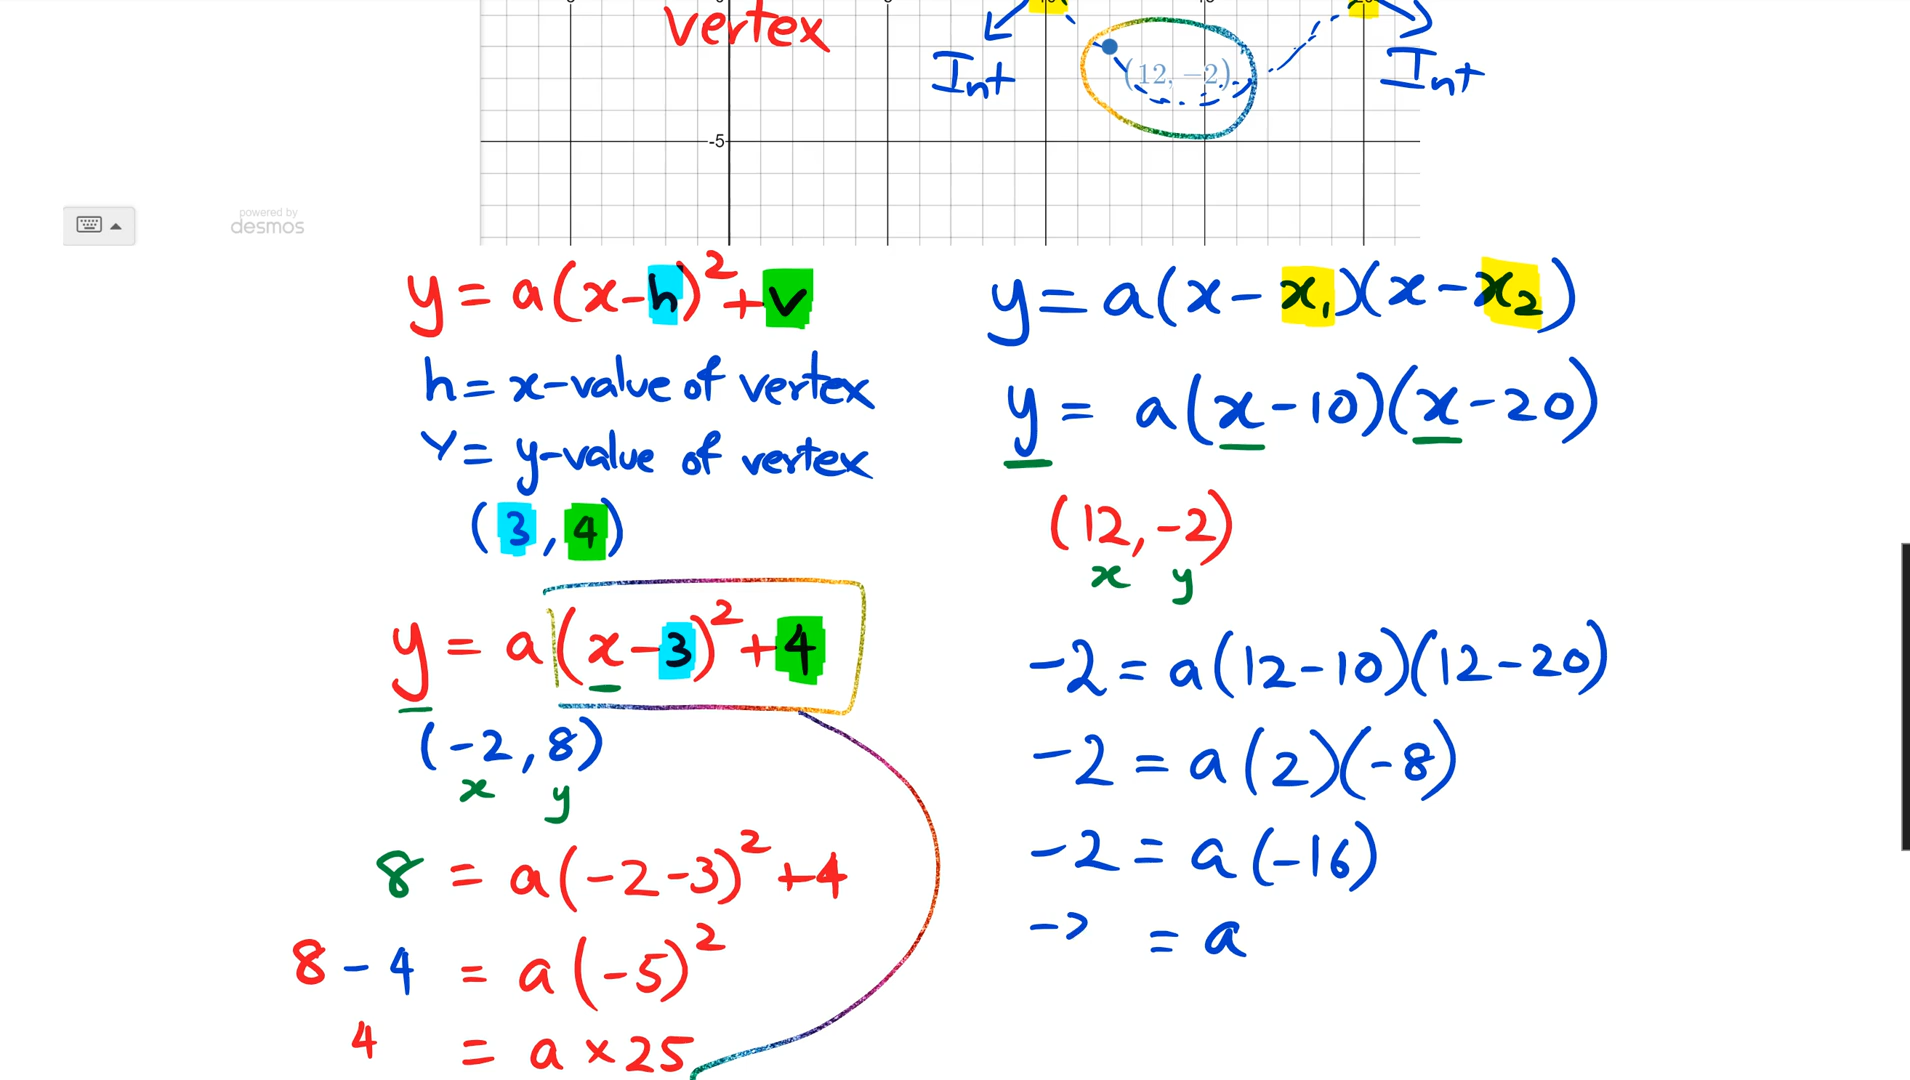 vertex
Int
(12, −2)
Int
-5
powered by
desmos
y = a(x-h)² + v
h = x-value of vertex
v = y-value of vertex
(3, 4)
y = a(x-3)² + 4
(-2, 8)
x y
8 = a(-2-3)² + 4
8 - 4 = a(-5)²
4 = a × 25
y = a(x - x₁)(x - x₂)
y = a(x-10)(x-20)
(12, -2)
x y
-2 = a(12-10)(12-20)
-2 = a(2)(-8)
-2 = a(-16)
= a